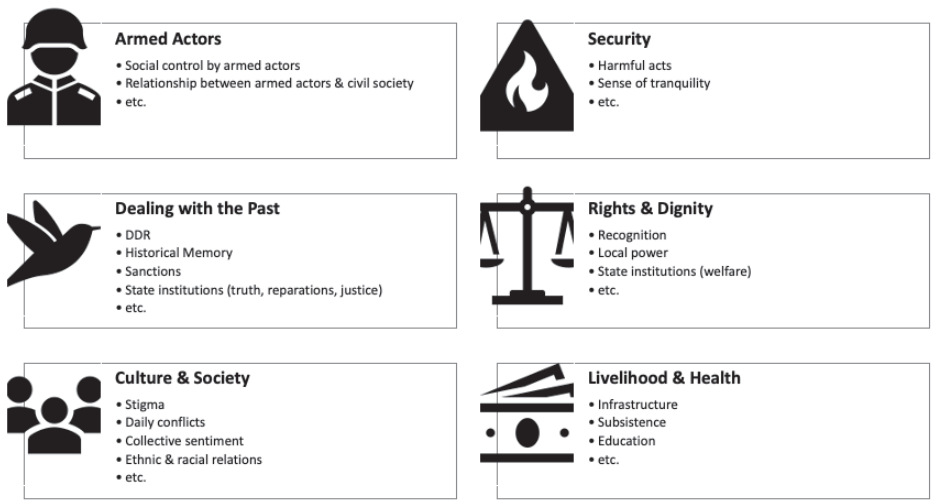 Armed Actors
• Social control by armed actors
• Relationship between armed actors & civil society
• etc.
Security
• Harmful acts
• Sense of tranquility
• etc.
Dealing with the Past
• DDR
• Historical Memory
• Sanctions
• State institutions (truth, reparations, justice)
• etc.
Rights & Dignity
• Recognition
• Local power
• State institutions (welfare)
• etc.
Culture & Society
• Stigma
• Daily conflicts
• Collective sentiment
• Ethnic & racial relations
• etc.
Livelihood & Health
• Infrastructure
• Subsistence
• Education
• etc.